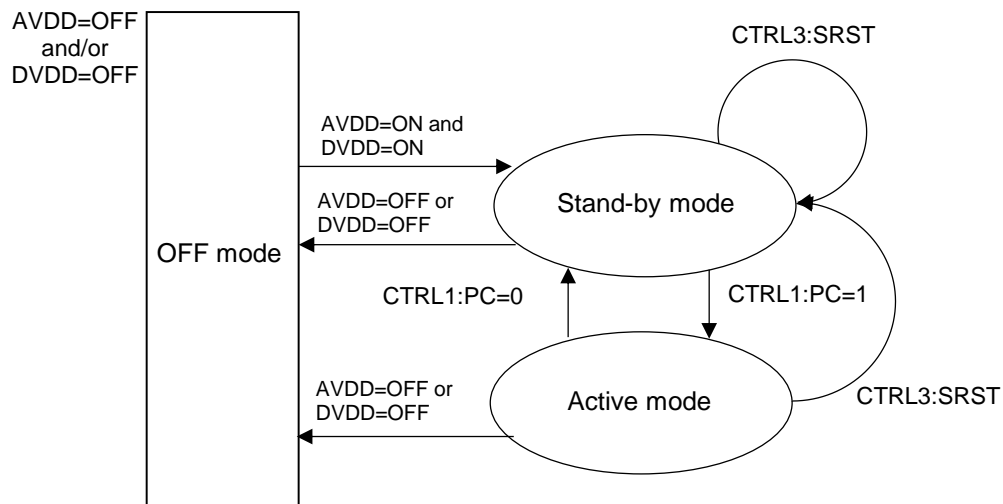 AVDD=OFF
and/or
DVDD=OFF
CTRL3:SRST
AVDD=ON and
DVDD=ON
Stand-by mode
AVDD=OFF or
DVDD=OFF
OFF mode
CTRL1:PC=0
CTRL1:PC=1
AVDD=OFF or
DVDD=OFF
Active mode
CTRL3:SRST